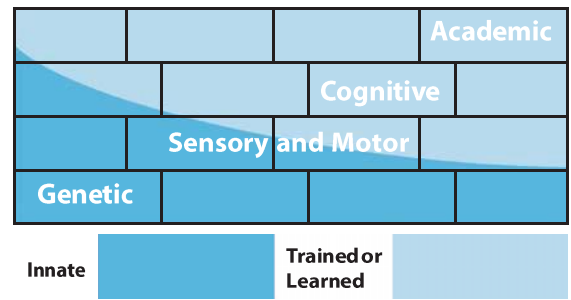 Academic
Cognitive
Sensory and Motor
Genetic
Innate
Trained or
Learned